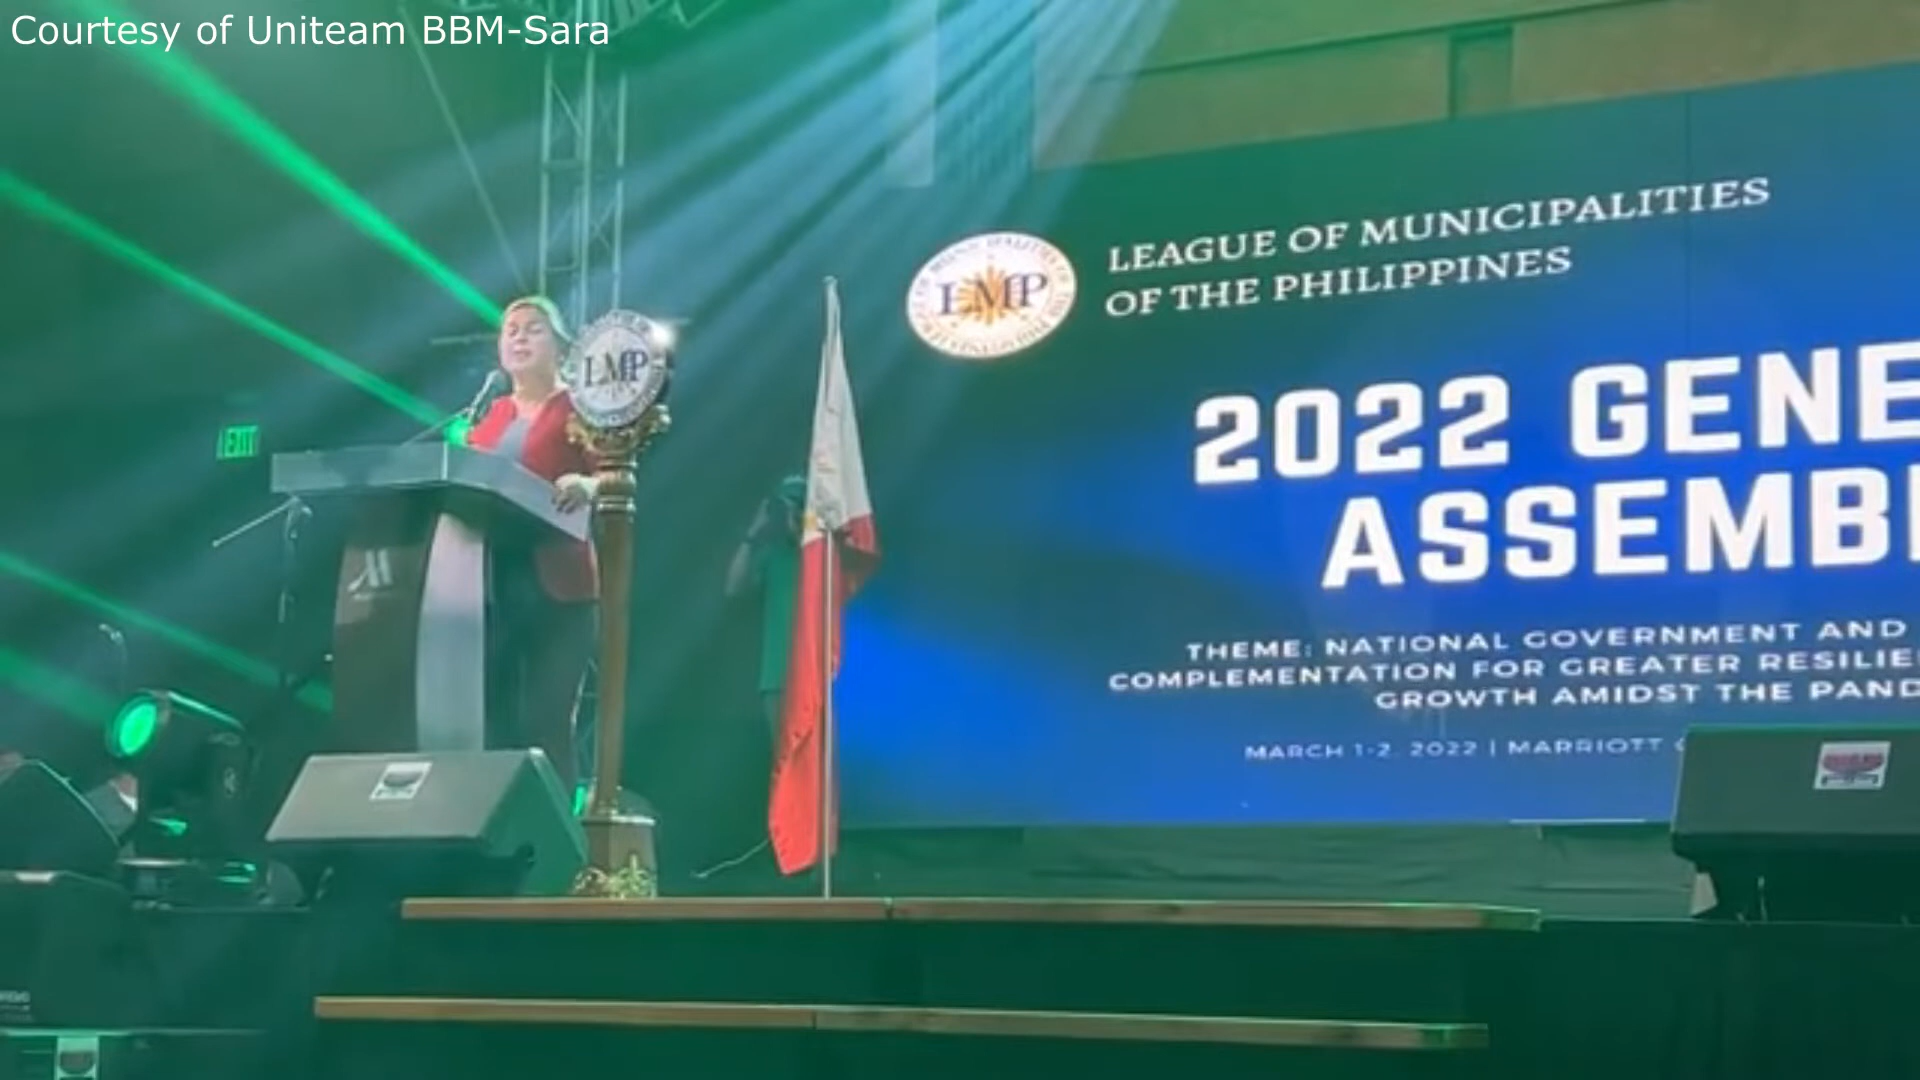 Courtesy of Uniteam BBM-Sara
LEAGUE OF MUNICIPALITIES
OF THE PHILIPPINES
LMP
LMP
2022 GENE
ASSEMB
EXIT
THEME: NATIONAL GOVERNMENT AND
COMPLEMENTATION FOR GREATER RESILIE
GROWTH AMIDST THE PAND
MARCH 1-2, 2022 | MARRIOTT